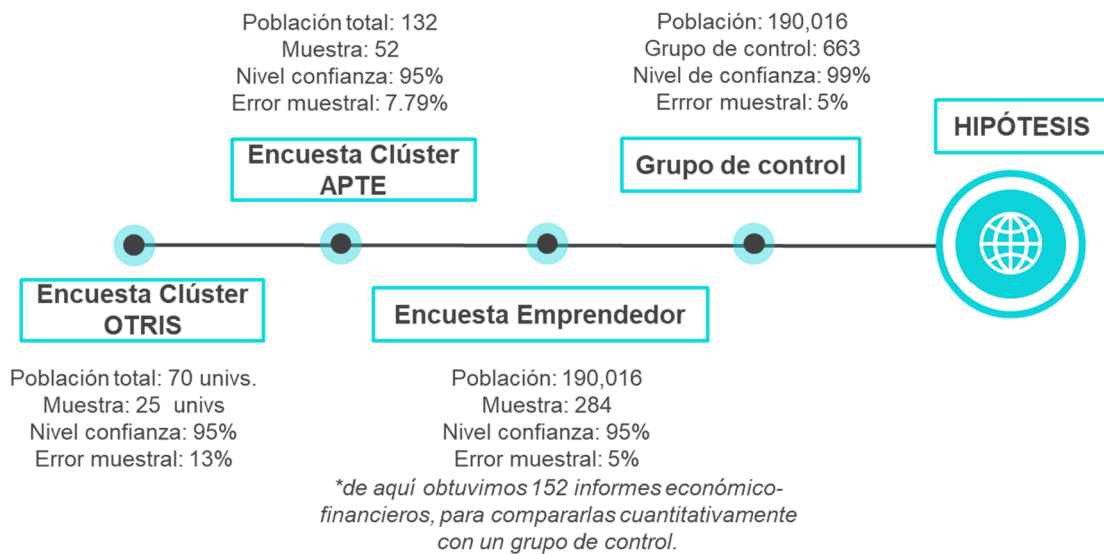 Población total: 132
Muestra: 52
Nivel confianza: 95%
Error muestral: 7.79%
Encuesta Clúster
APTE
Población: 190,016
Grupo de control: 663
Nivel de confianza: 99%
Errror muestral: 5%
Grupo de control
HIPÓTESIS
Encuesta Clúster
OTRIS
Población total: 70 univs.
Muestra: 25 univs
Nivel confianza: 95%
Error muestral: 13%
Encuesta Emprendedor
Población: 190,016
Muestra: 284
Nivel confianza: 95%
Error muestral: 5%
*de aquí obtuvimos 152 informes económico-
financieros, para compararlas cuantitativamente
con un grupo de control.